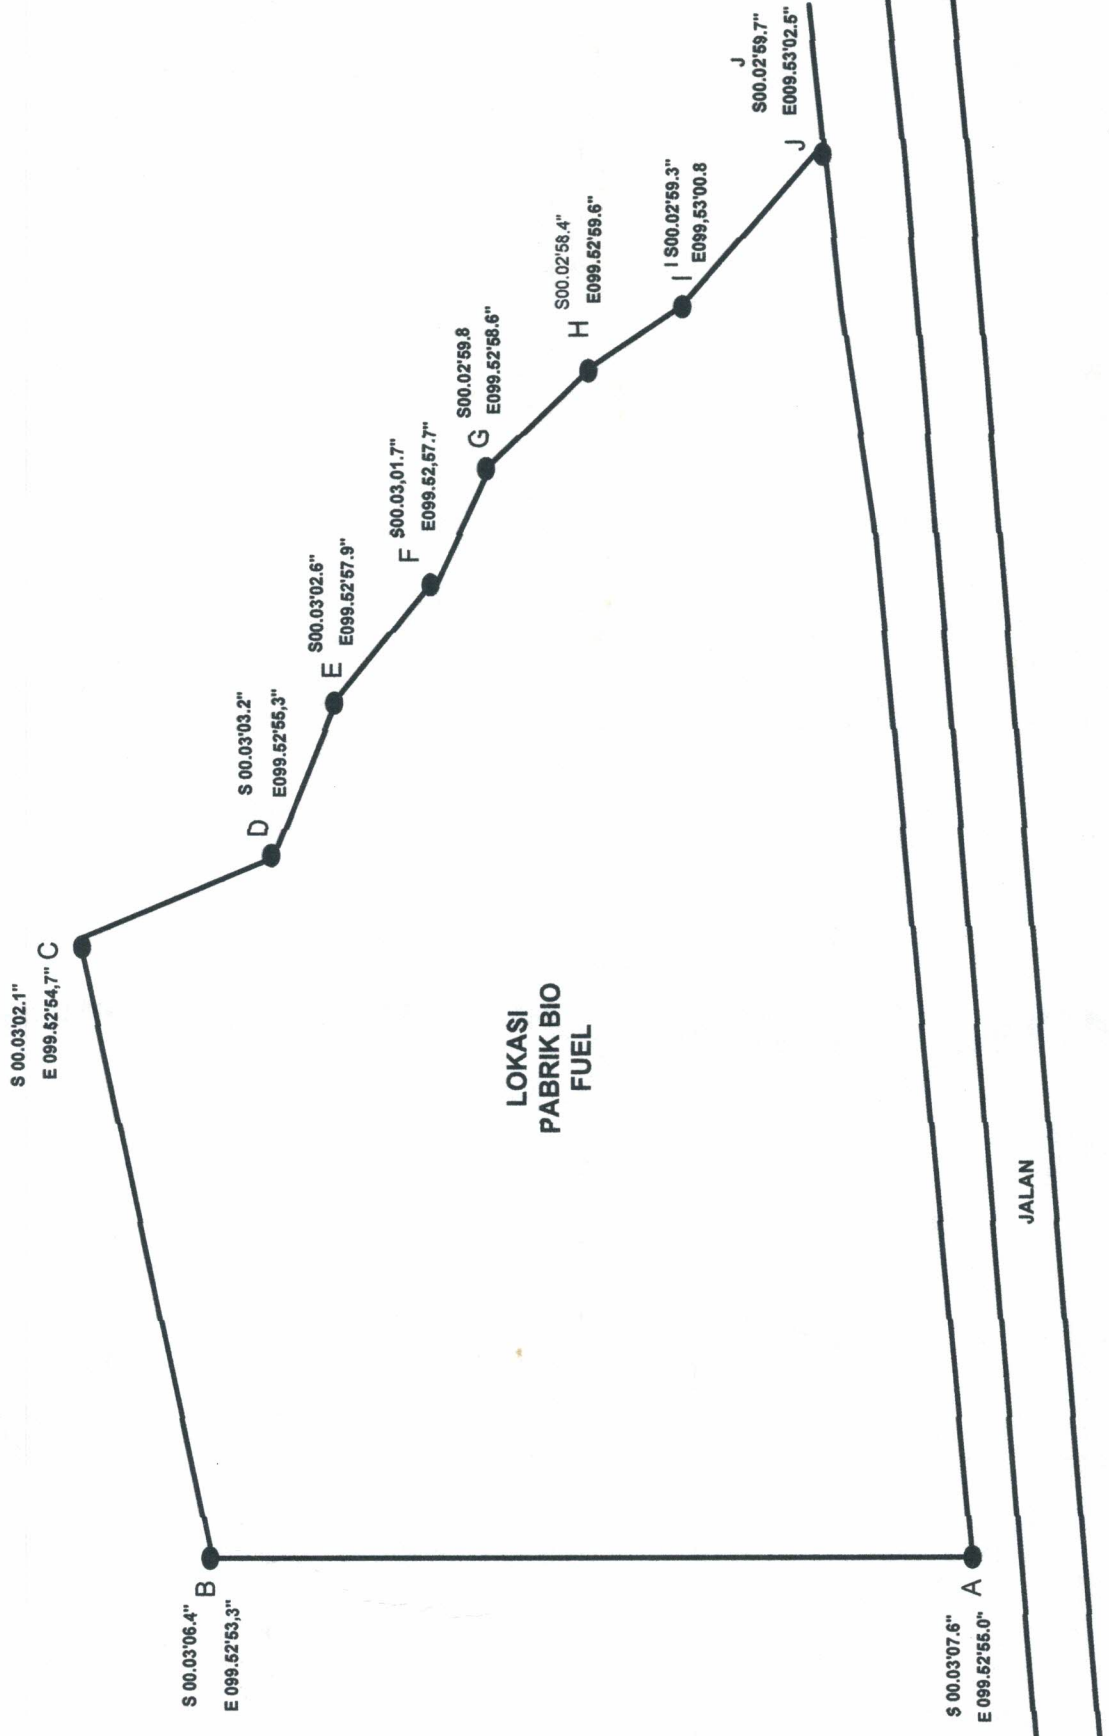 S 00.03'02.1"
E 099.52'54,7"
C
S 00.03'03.2"
E099.52'55,3"
D
S00.03'02.6"
E099.52'57.9"
E
S00.03,01.7"
E099.52,57.7"
F
S00.02'59.8
E099.52'58.6"
G
S00.02'58.4"
E099.52'59.6"
H
I S00.02'59.3"
E099,53'00.8
I
J
S00.02'59.7"
E009.53'02.5"
J
LOKASI
PABRIK BIO
FUEL
B
S 00.03'06.4"
E 099.52'53,3"
A
S 00.03'07.6"
E 099.52'55.0"
JALAN